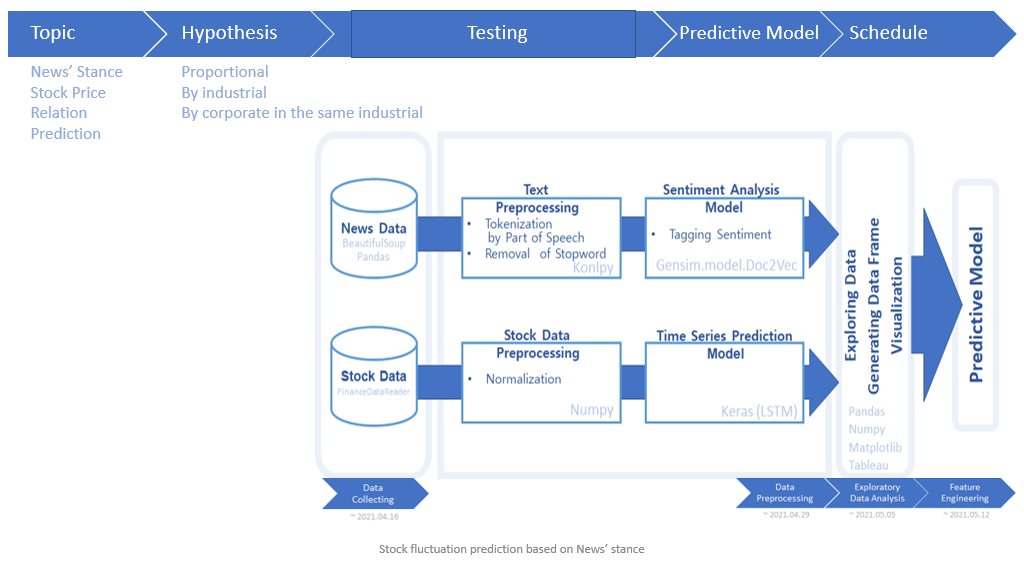 Topic
Hypothesis
Testing
Predictive Model
Schedule
News’ Stance
Stock Price
Relation
Prediction
Proportional
By industrial
By corporate in the same industrial
News Data
BeautifulSoup
Pandas
Text
Preprocessing
• Tokenization
by Part of Speech
• Removal of Stopword
Konlpy
Sentiment Analysis
Model
• Tagging Sentiment
Gensim.model.Doc2Vec
Stock Data
FinanceDataReader
Stock Data
Preprocessing
• Normalization
Numpy
Time Series Prediction
Model
Keras (LSTM)
Exploring Data
Generating Data Frame
Visualization
Pandas
Numpy
Matplotlib
Tableau
Predictive Model
Data
Collecting
~ 2021.04.16
Data
Preprocessing
~ 2021.04.29
Exploratory
Data Analysis
~ 2021.05.05
Feature
Engineering
~ 2021.05.12
Stock fluctuation prediction based on News’ stance